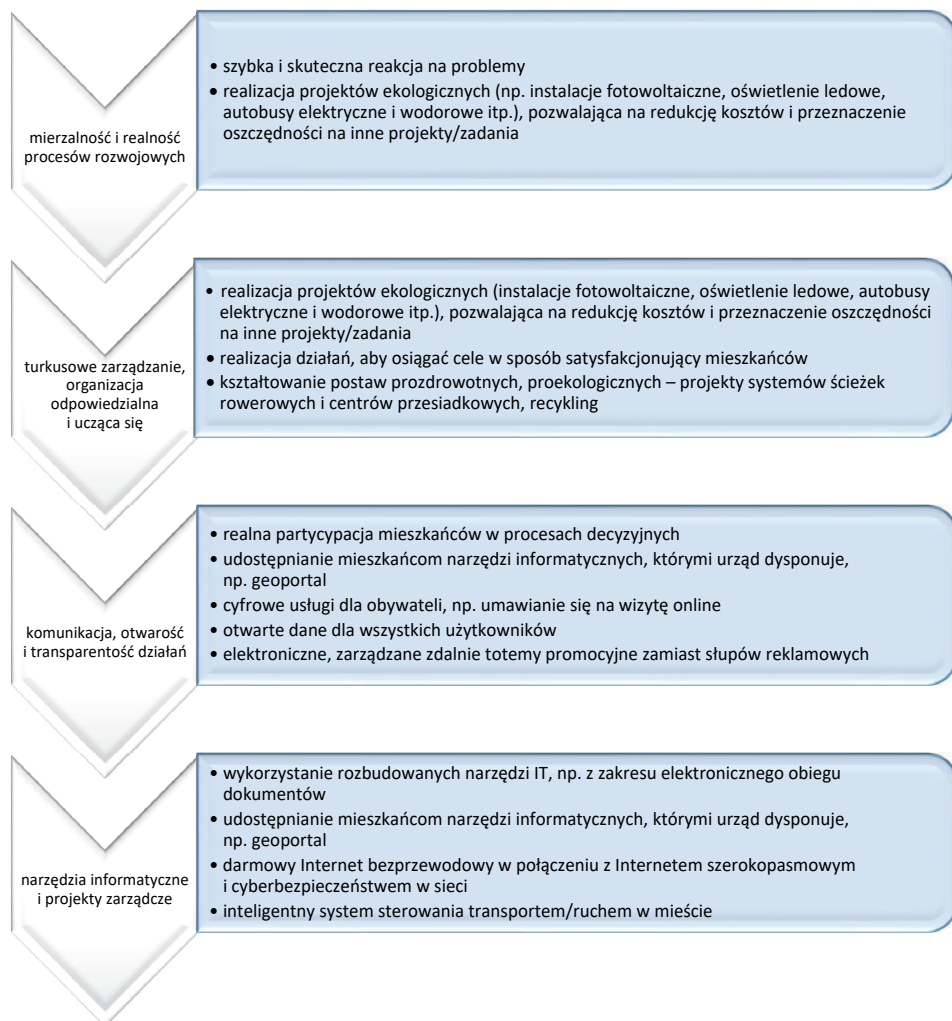 mierzalność i realność
procesów rozwojowych
• szybka i skuteczna reakcja na problemy
• realizacja projektów ekologicznych (np. instalacje fotowoltaiczne, oświetlenie ledowe,
autobusy elektryczne i wodorowe itp.), pozwalająca na redukcję kosztów i przeznaczenie
oszczędności na inne projekty/zadania
turkusowe zarządzanie,
organizacja
odpowiedzialna
i ucząca się
• realizacja projektów ekologicznych (instalacje fotowoltaiczne, oświetlenie ledowe, autobusy
elektryczne i wodorowe itp.), pozwalająca na redukcję kosztów i przeznaczenie oszczędności
na inne projekty/zadania
• realizacja działań, aby osiągać cele w sposób satysfakcjonujący mieszkańców
• kształtowanie postaw prozdrowotnych, proekologicznych – projekty systemów ścieżek
rowerowych i centrów przesiadkowych, recykling
komunikacja, otwarość
i transparentość działań
• realna partycypacja mieszkańców w procesach decyzyjnych
• udostępnianie mieszkańcom narzędzi informatycznych, którymi urząd dysponuje,
np. geoportal
• cyfrowe usługi dla obywateli, np. umawianie się na wizytę online
• otwarte dane dla wszystkich użytkowników
• elektroniczne, zarządzane zdalnie totemy promocyjne zamiast słupów reklamowych
narzędzia informatyczne
i projekty zarządcze
• wykorzystanie rozbudowanych narzędzi IT, np. z zakresu elektronicznego obiegu
dokumentów
• udostępnianie mieszkańcom narzędzi informatycznych, którymi urząd dysponuje,
np. geoportal
• darmowy Internet bezprzewodowy w połączeniu z Internetem szerokopasmowym
i cyberbezpieczeństwem w sieci
• inteligentny system sterowania transportem/ruchem w mieście